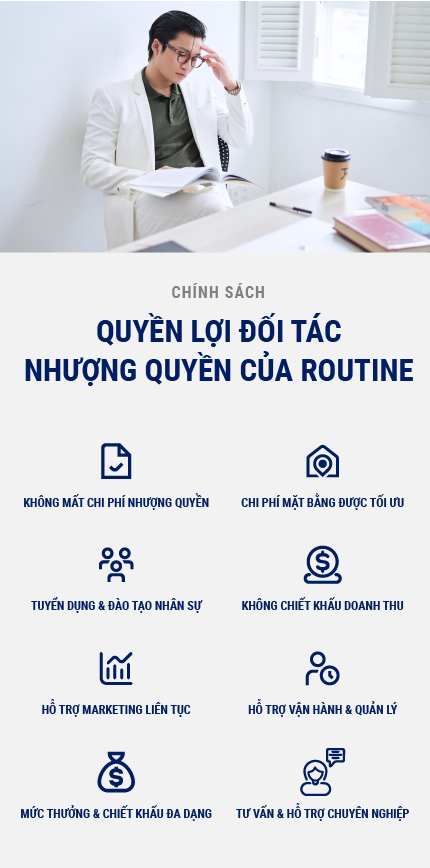 CHÍNH SÁCH
QUYỀN LỢI ĐỐI TÁC
NHƯỢNG QUYỀN CỦA ROUTINE
KHÔNG MẤT CHI PHÍ NHƯỢNG QUYỀN
CHI PHÍ MẶT BẰNG ĐƯỢC TỐI ƯU
TUYỂN DỤNG & ĐÀO TẠO NHÂN SỰ
KHÔNG CHIẾT KHẤU DOANH THU
HỖ TRỢ MARKETING LIÊN TỤC
HỖ TRỢ VẬN HÀNH & QUẢN LÝ
MỨC THƯỞNG & CHIẾT KHẤU ĐA DẠNG
TƯ VẤN & HỖ TRỢ CHUYÊN NGHIỆP